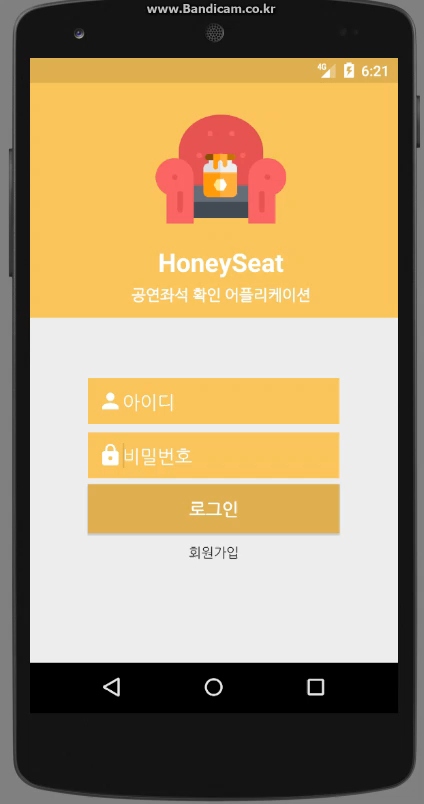 www.Bandicam.co.kr
4G 6:21
HoneySeat
공연좌석 확인 어플리케이션
아이디
비밀번호
로그인
회원가입